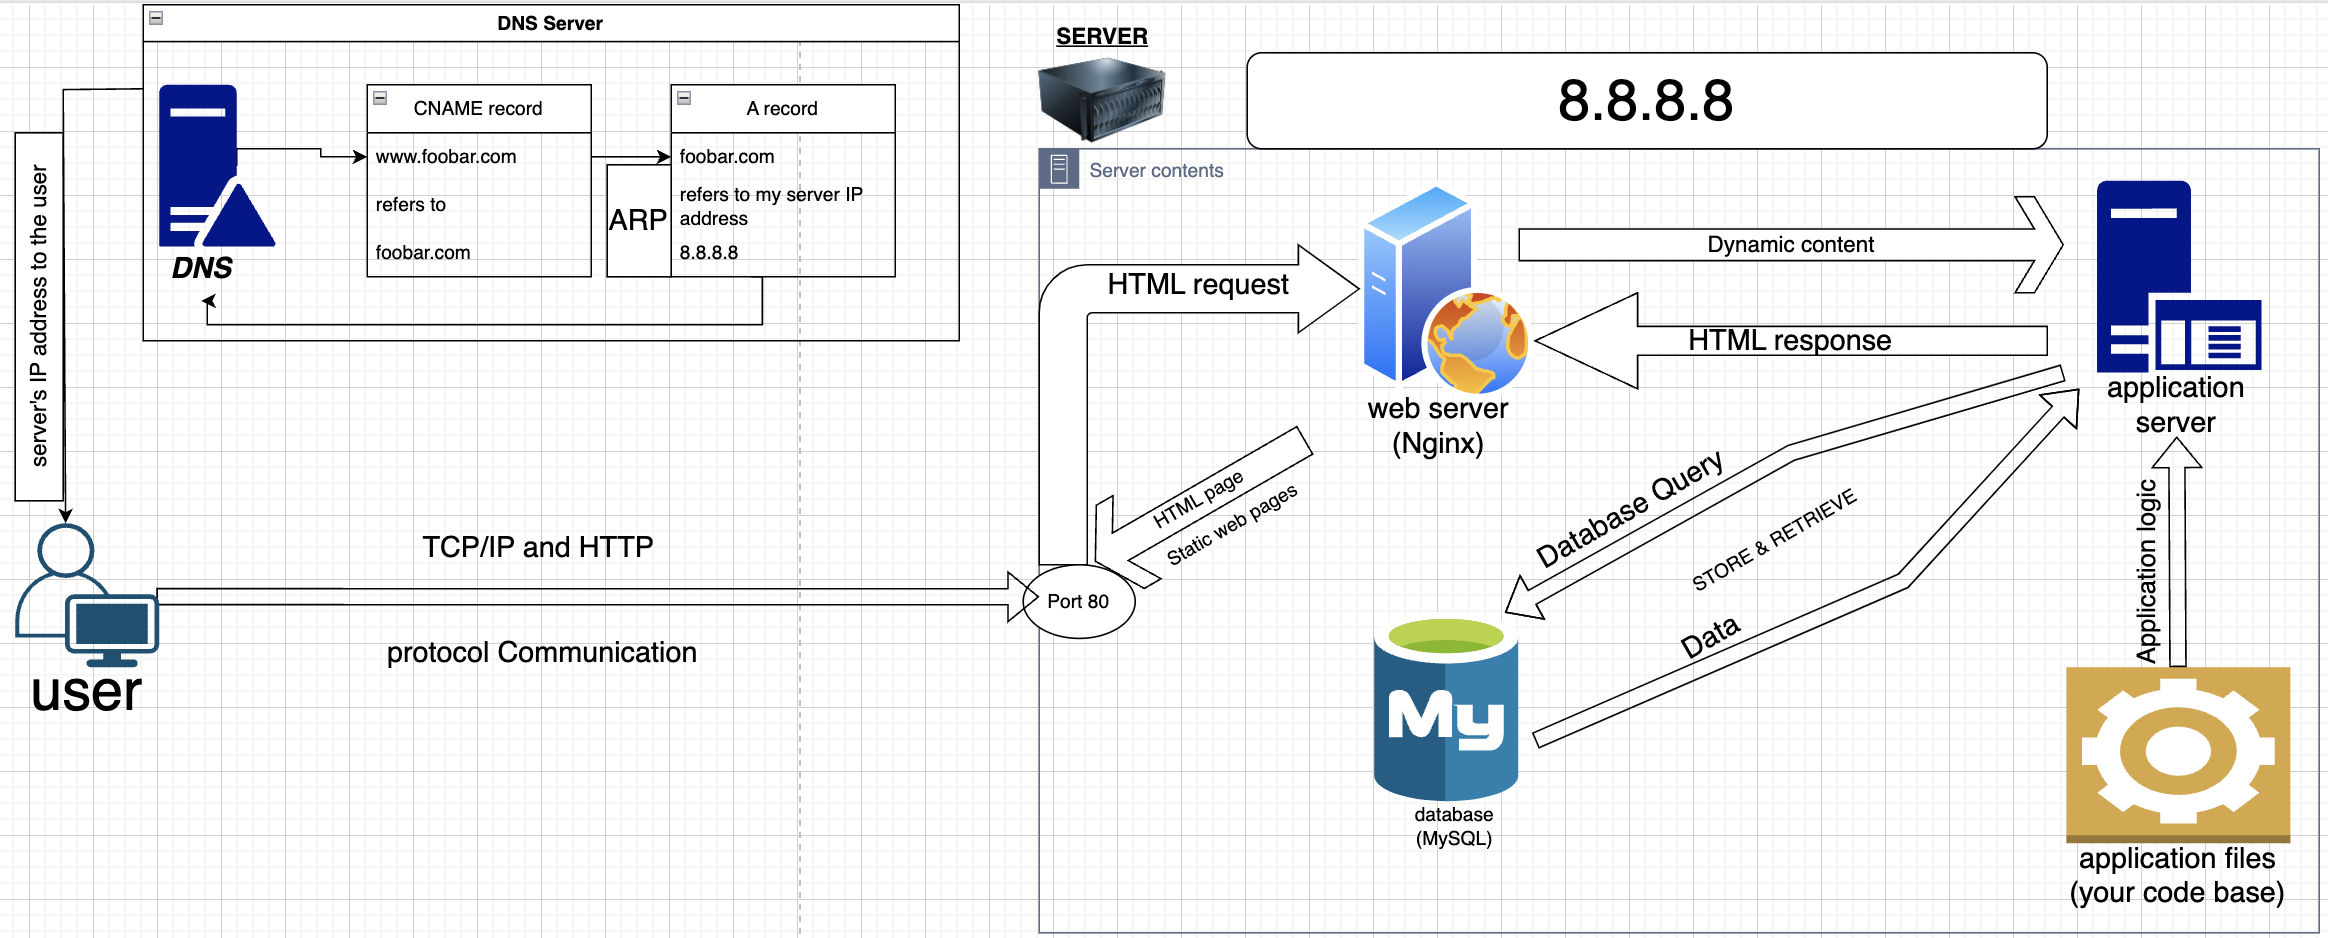 DNS Server
CNAME record
www.foobar.com
refers to
foobar.com
ARP
A record
foobar.com
refers to my server IP
address
8.8.8.8
DNS
server's IP address to the user
user
TCP/IP and HTTP
protocol Communication
Port 80
SERVER
8.8.8.8
Server contents
HTML request
web server
(Nginx)
Dynamic content
HTML response
application
server
HTML page
Static web pages
Database Query
STORE & RETRIEVE
Data
My
database
(MySQL)
Application logic
application files
(your code base)